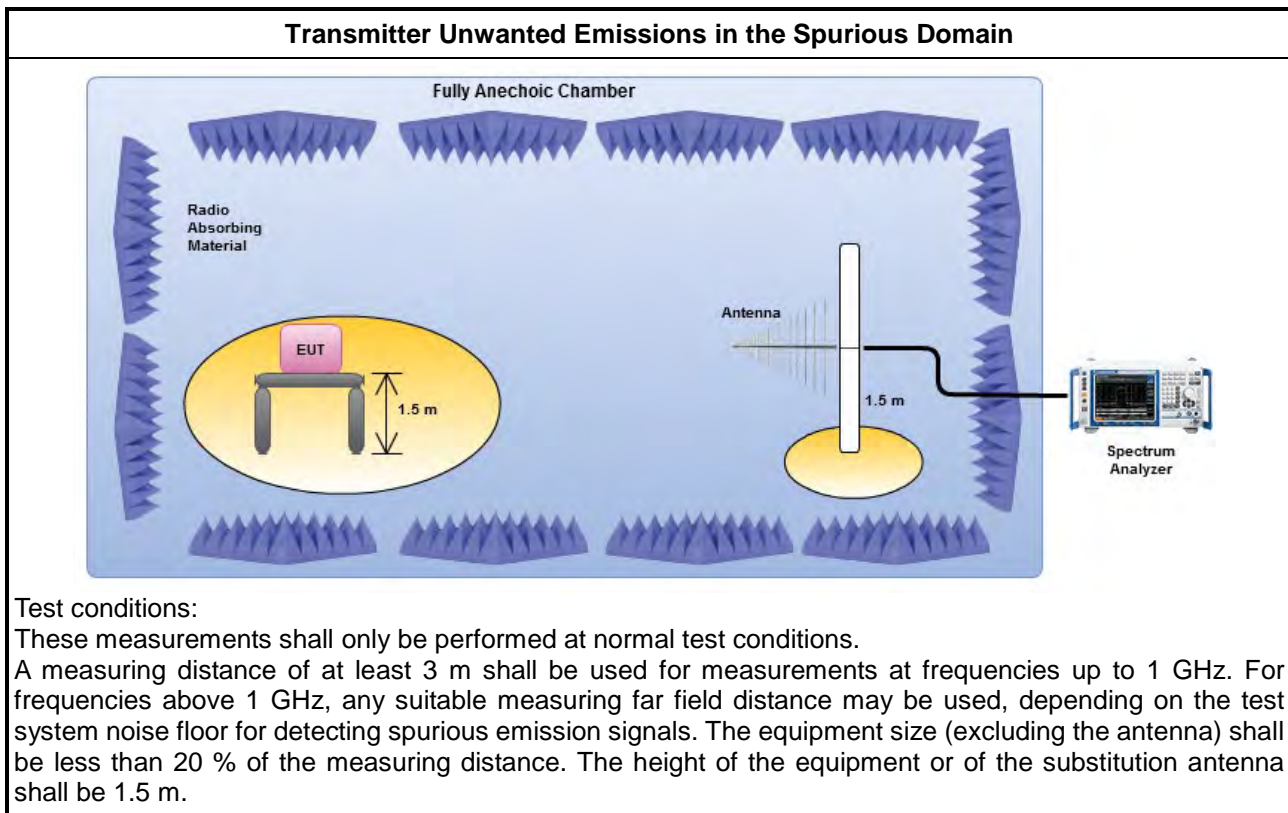 Transmitter Unwanted Emissions in the Spurious Domain
Fully Anechoic Chamber
Radio
Absorbing
Material
Antenna
EUT
1.5 m
1.5 m
Spectrum
Analyzer
Test conditions:
These measurements shall only be performed at normal test conditions.
A measuring distance of at least 3 m shall be used for measurements at frequencies up to 1 GHz. For
frequencies above 1 GHz, any suitable measuring far field distance may be used, depending on the test
system noise floor for detecting spurious emission signals. The equipment size (excluding the antenna) shall
be less than 20 % of the measuring distance. The height of the equipment or of the substitution antenna
shall be 1.5 m.